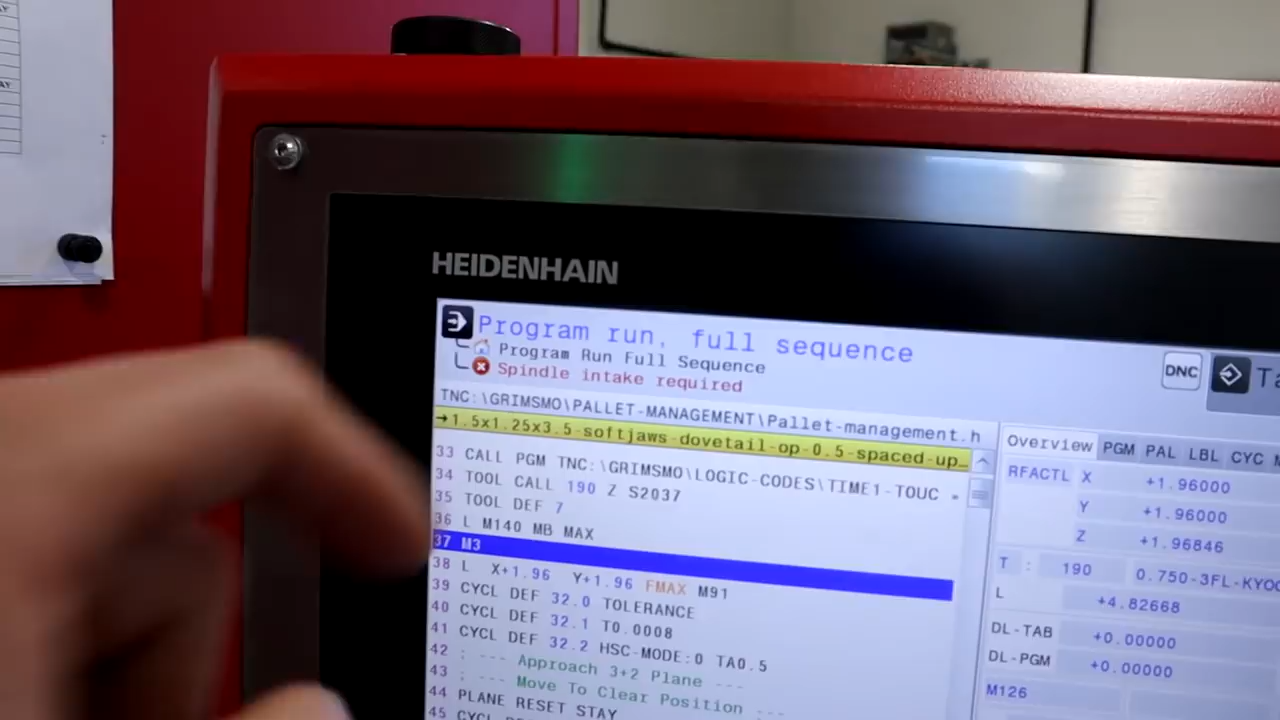 HEIDENHAIN
Program run, full sequence
Program Run Full Sequence
Spindle intake required
DNC
TNC:\GRIMSMO\PALLET-MANAGEMENT\Pallet-management.h
→1.5x1.25x3.5-softjaws-dovetail-op-0.5-spaced-up…
33 CALL PGM TNC:\GRIMSMO\LOGIC-CODES\TIME1-TOUC
34 TOOL CALL 190 Z S2037
35 TOOL DEF 7
36 L M140 MB MAX
37 M3
38 L X+1.96 Y+1.96 FMAX M91
39 CYCL DEF 32.0 TOLERANCE
40 CYCL DEF 32.1 T0.0008
41 CYCL DEF 32.2 HSC-MODE:0 TA0.5
42 ; --- Approach 3+2 Plane ---
43 ; --- Move To Clear Position ---
44 PLANE RESET STAY
45
Overview PGM PAL LBL CYC M
RFACTL X +1.96000
Y +1.96000
Z +1.96846
T : 190 0.750-3FL-KYOC
L +4.82668
DL-TAB +0.00000
DL-PGM +0.00000
M126